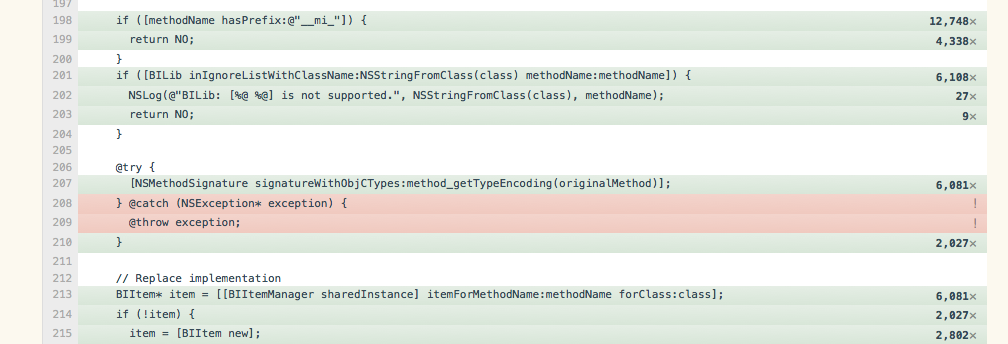 197
198 if ([methodName hasPrefix:@"__mi_"]) { 12,748×
199 return NO; 4,338×
200 }
201 if ([BILib inIgnoreListWithClassName:NSStringFromClass(class) methodName:methodName]) { 6,108×
202 NSLog(@"BILib: [%@ %@] is not supported.", NSStringFromClass(class), methodName); 27×
203 return NO; 9×
204 }
205
206 @try {
207 [NSMethodSignature signatureWithObjCTypes:method_getTypeEncoding(originalMethod)]; 6,081×
208 } @catch (NSException* exception) { !
209 @throw exception; !
210 } 2,027×
211
212 // Replace implementation
213 BIItem* item = [[BIItemManager sharedInstance] itemForMethodName:methodName forClass:class]; 6,081×
214 if (!item) { 2,027×
215 item = [BIItem new]; 2,802×